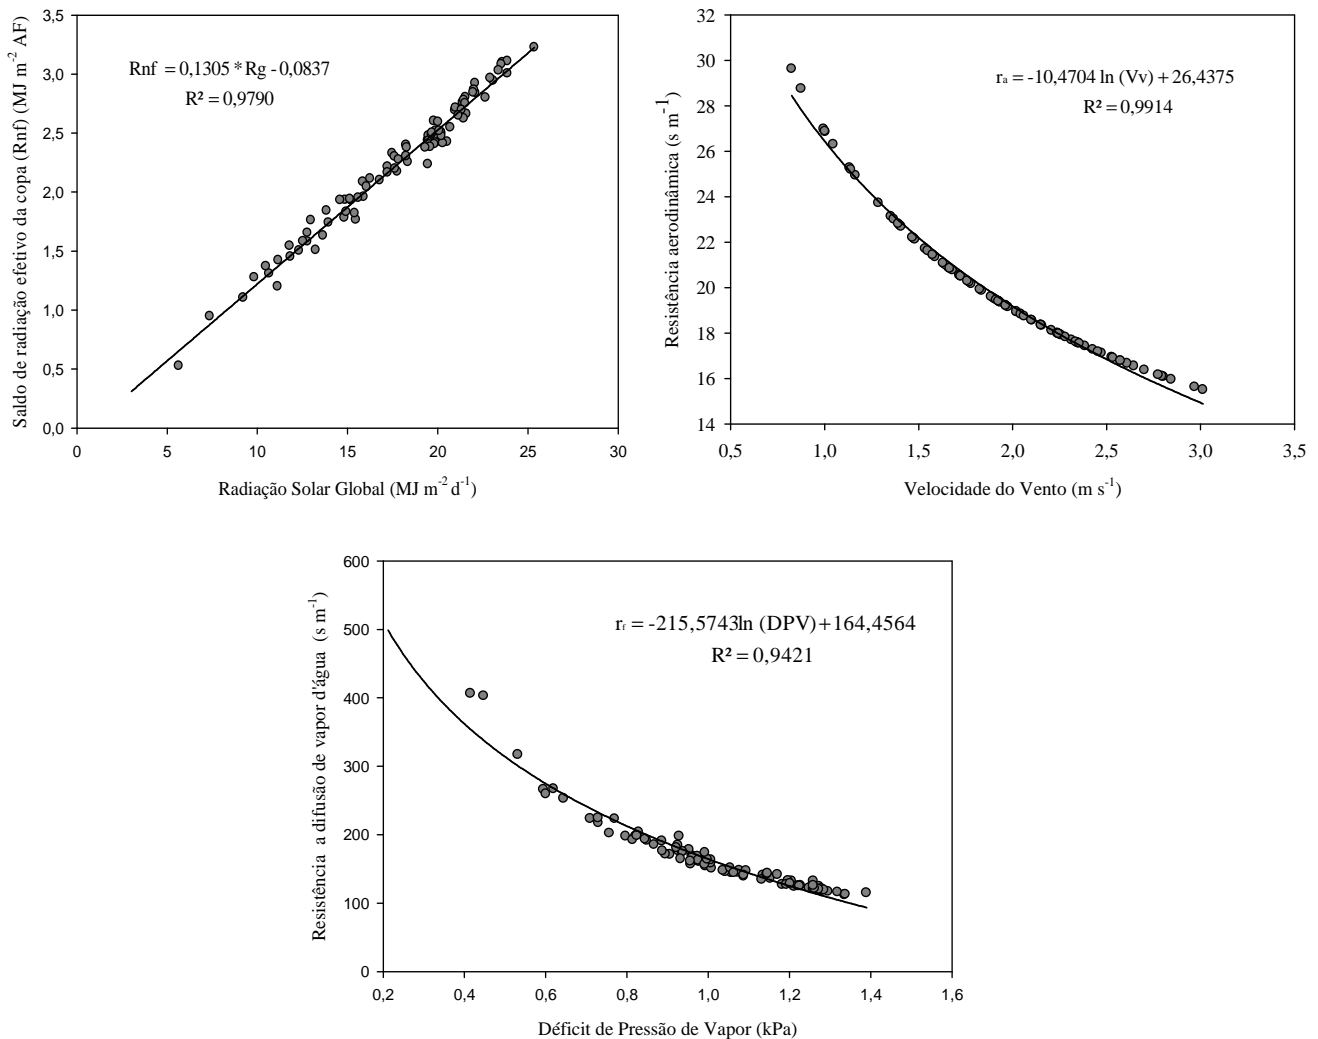 Saldo de radiação efetivo da copa (Rnf) (MJ m-2 AF)
3,5
3,0
2,5
2,0
1,5
1,0
0,5
0,0
Rnf = 0,1305 * Rg - 0,0837
R² = 0,9790
0 5 10 15 20 25 30
Radiação Solar Global (MJ m-2 d-1)
Resistência aerodinâmica (s m-1)
32
30
28
26
24
22
20
18
16
14
ra = -10,4704 ln (Vv) + 26,4375
R² = 0,9914
0,5 1,0 1,5 2,0 2,5 3,0 3,5
Velocidade do Vento (m s-1)
Resistência a difusão de vapor d'água (s m-1)
600
500
400
300
200
100
0
rf = -215,5743ln (DPV)+164,4564
R² = 0,9421
0,2 0,4 0,6 0,8 1,0 1,2 1,4 1,6
Déficit de Pressão de Vapor (kPa)